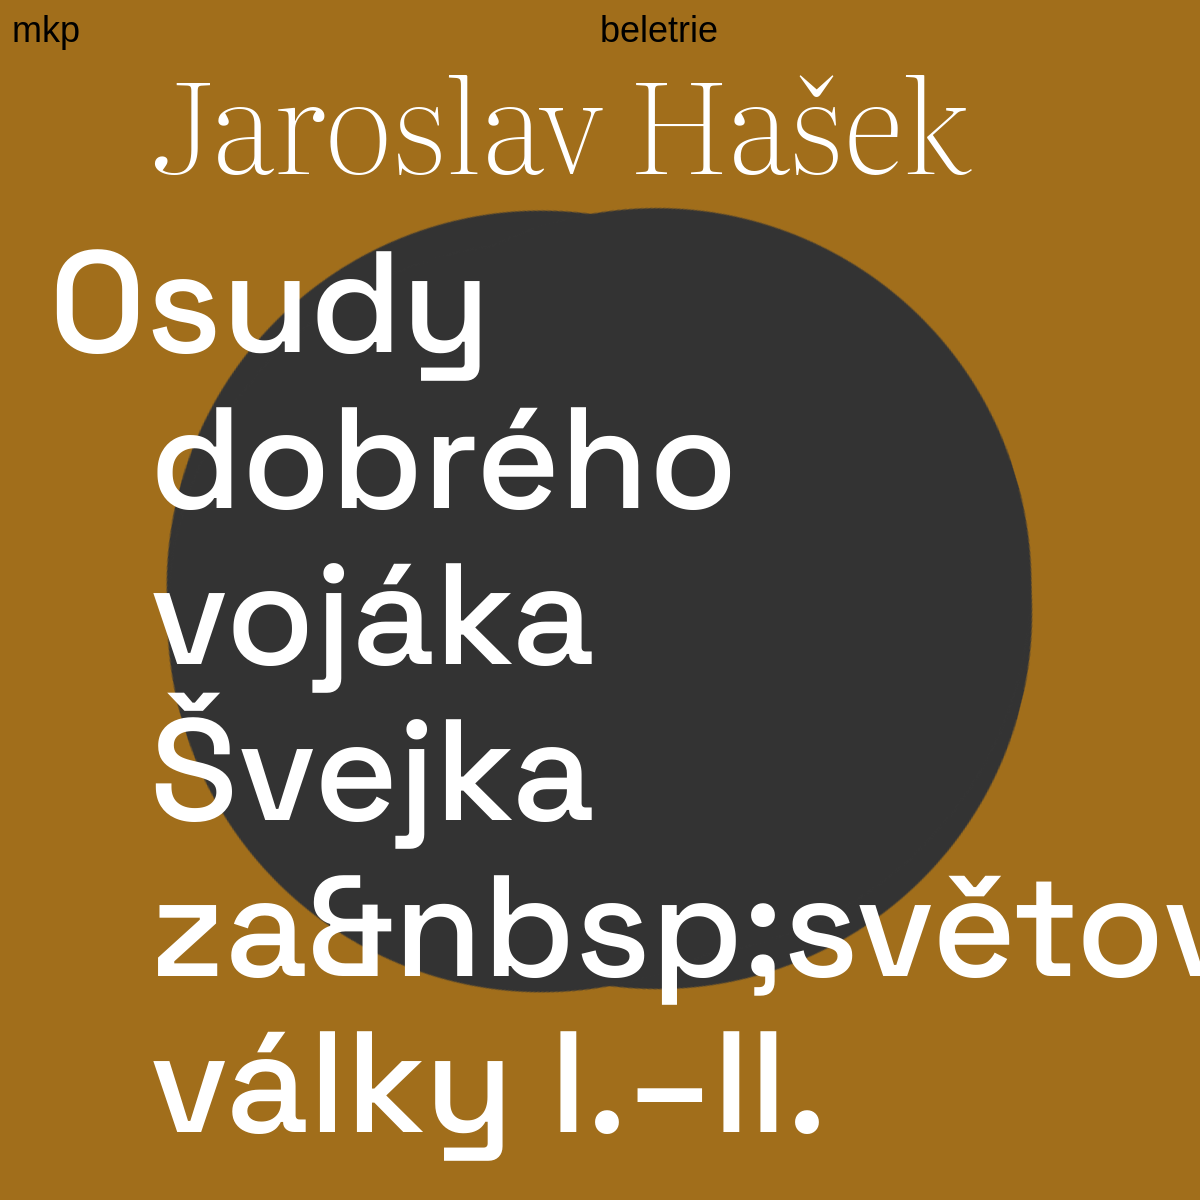 mkp beletrie
Jaroslav Hašek
Osudy
dobrého
vojáka
Švejka
za&nbsp;světov
války I.–II.